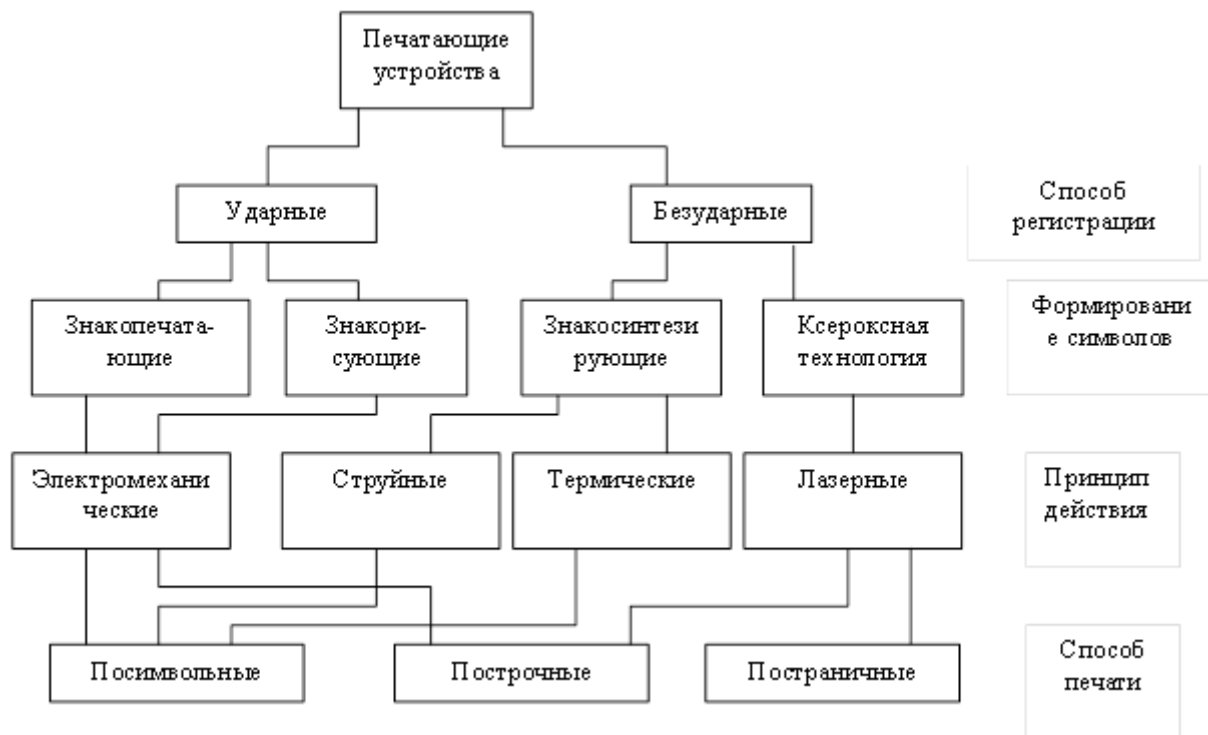 Печатающие
устройства
Ударные
Безударные
Способ
регистрации
Знакопечата-
ющие
Знакори-
сующие
Знакосинтези
рующие
Ксероксная
технология
Формировани
е символов
Электромехани
ческие
Струйные
Термические
Лазерные
Принцип
действия
Посимвольные
Построчные
Постраничные
Способ
печати